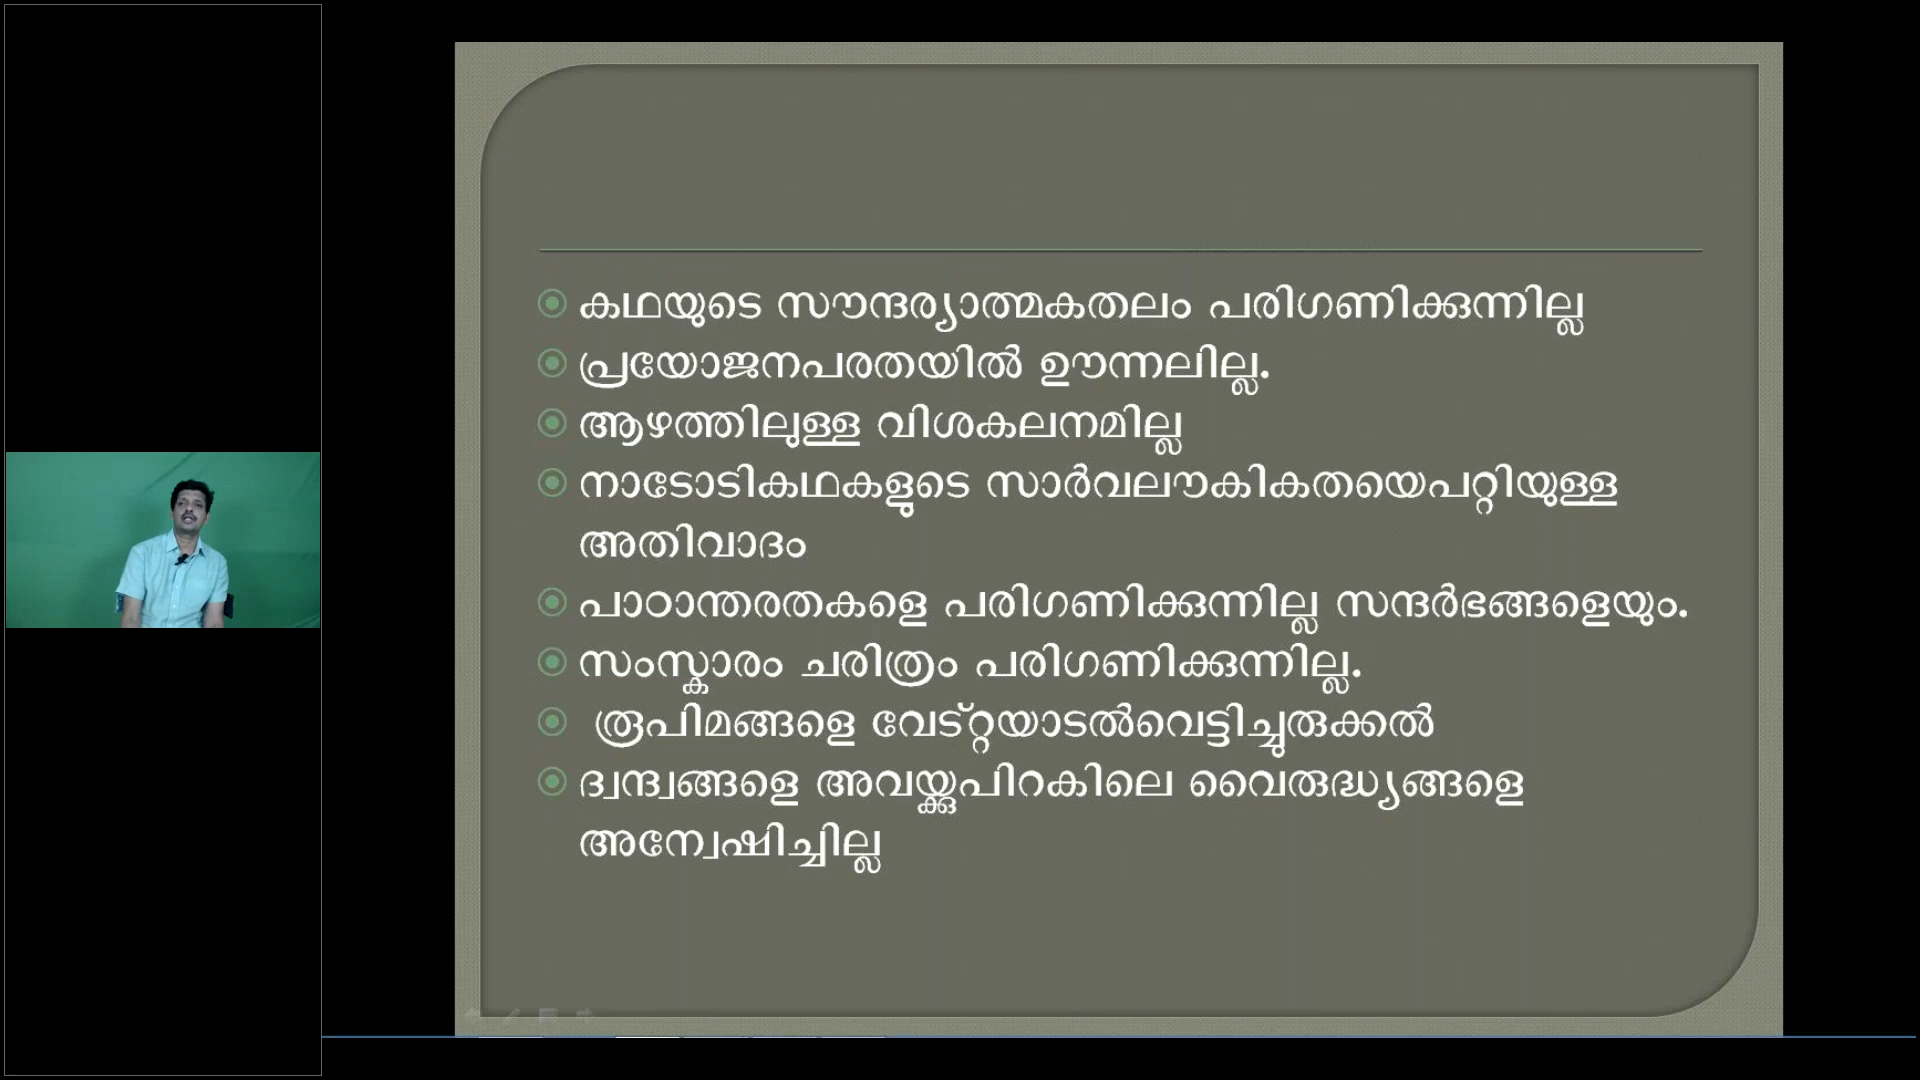 കഥയുടെ സൗന്ദര്യാത്മകതലം പരിഗണിക്കുന്നില്ല
പ്രയോജനപരതയിൽ ഊന്നലില്ല.
ആഴത്തിലുള്ള വിശകലനമില്ല
നാടോടികഥകളുടെ സാർവലൗകികതയെപറ്റിയുള്ള
അതിവാദം
പാഠാന്തരതകളെ പരിഗണിക്കുന്നില്ല സന്ദർഭങ്ങളെയും.
സംസ്കാരം ചരിത്രം പരിഗണിക്കുന്നില്ല.
രൂപിമങ്ങളെ വേട്റ്റയാടൽവെട്ടിച്ചുരുക്കൽ
ദ്വന്ദ്വങ്ങളെ അവയ്ക്കുപിറകിലെ വൈരുദ്ധ്യങ്ങളെ
അന്വേഷിച്ചില്ല